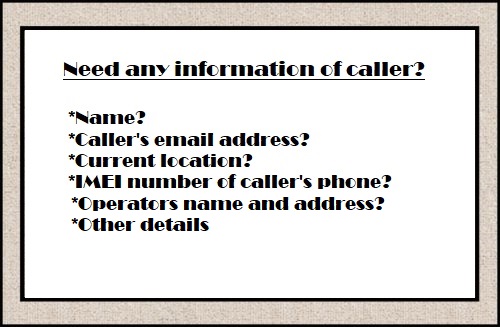 Need any information of caller?
*Name?
*Caller's email address?
*Current location?
*IMEI number of caller's phone?
*Operators name and address?
*Other details